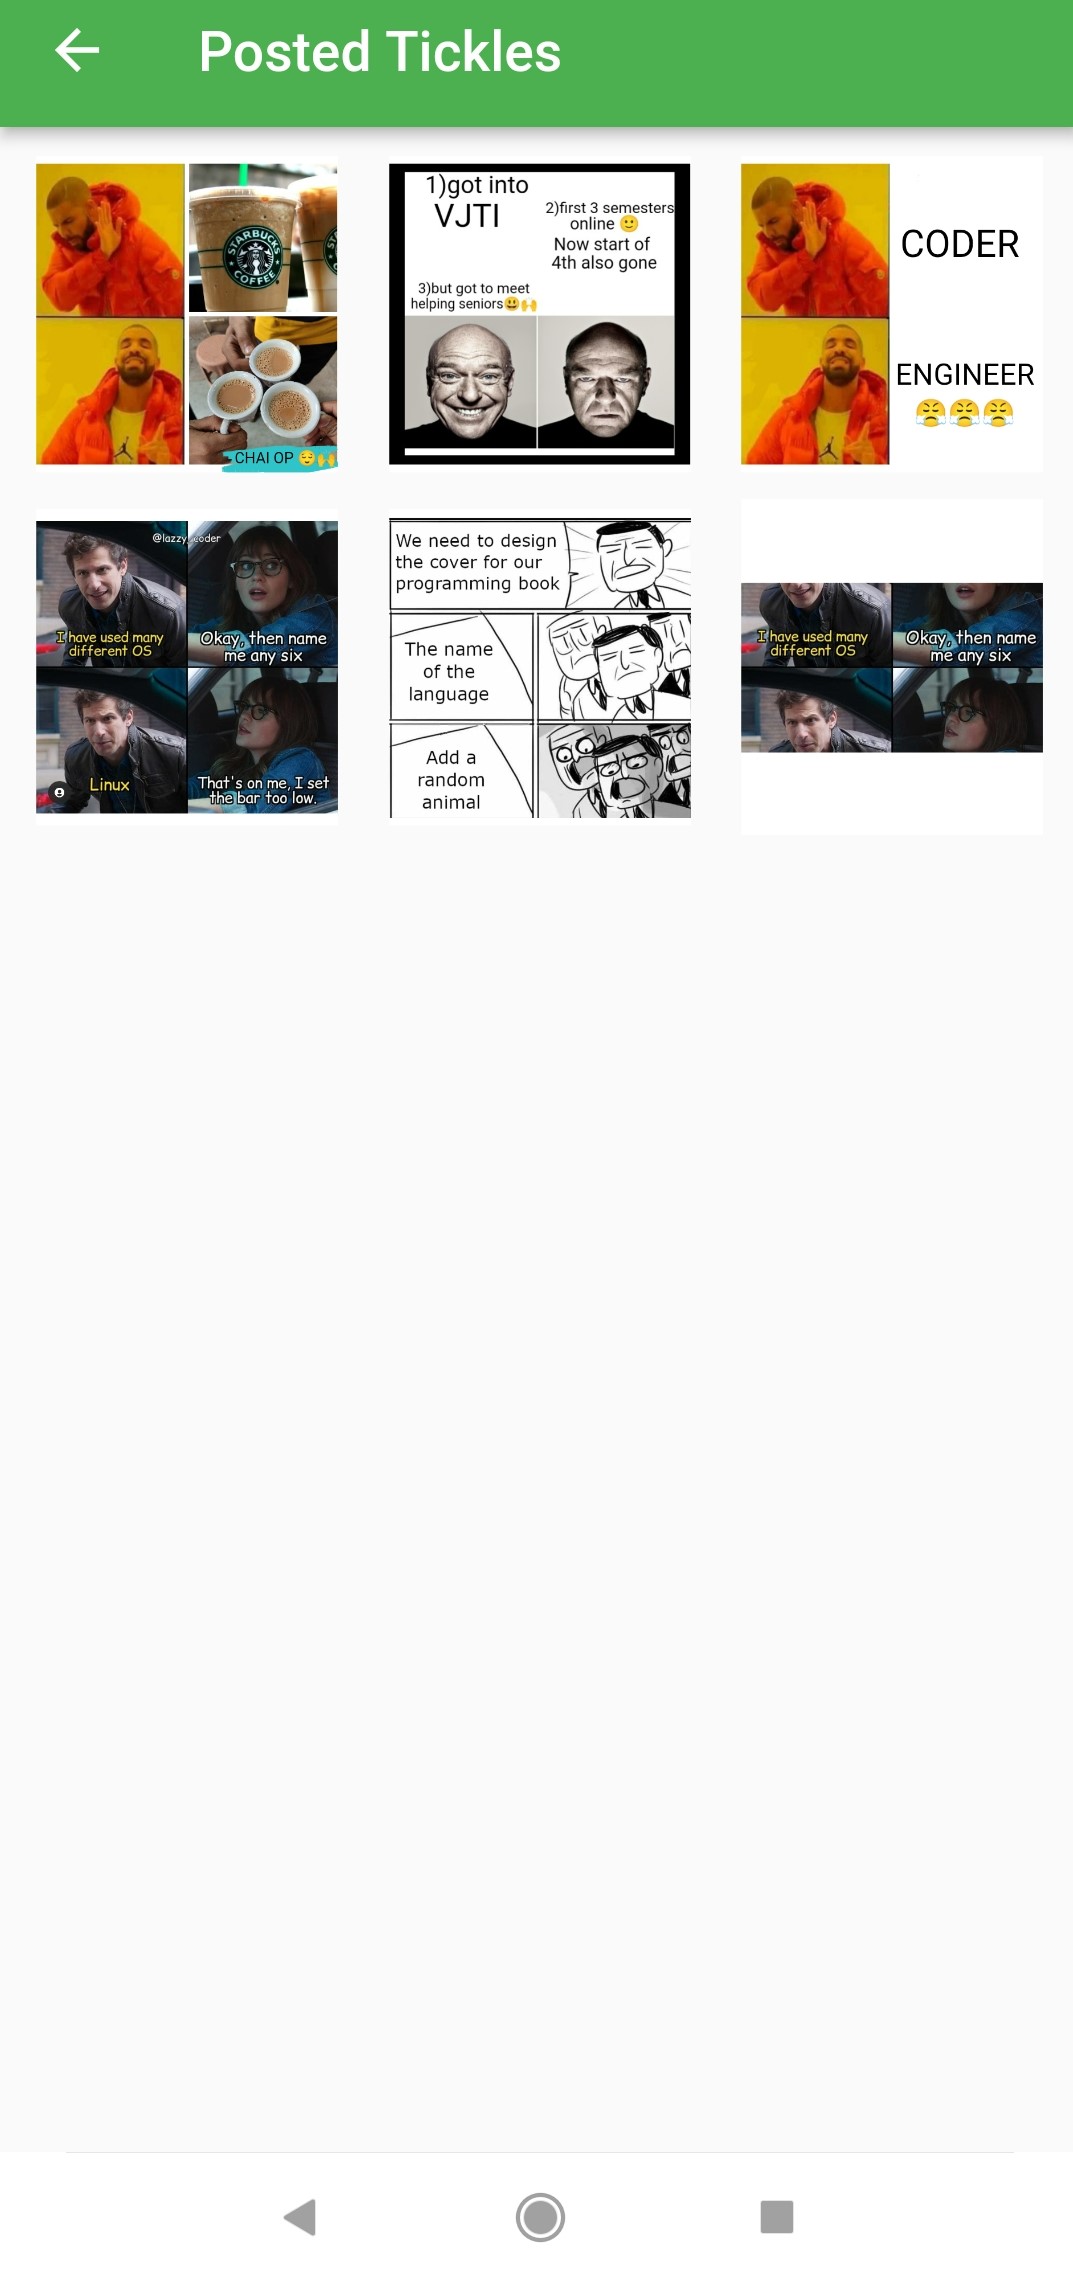 Posted Tickles
STARBUCKS
COFFEE
CHAI OP 😌🙌
1)got into
VJTI
2)first 3 semesters
online 🙂
Now start of
4th also gone
3)but got to meet
helping seniors😃🙌
CODER
ENGINEER
😤😤😤
@lazzy_coder
I have used many
different OS
Okay, then name
me any six
Linux
That's on me, I set
the bar too low.
We need to design
the cover for our
programming book
The name
of the
language
Add a
random
animal
I have used many
different OS
Okay, then name
me any six